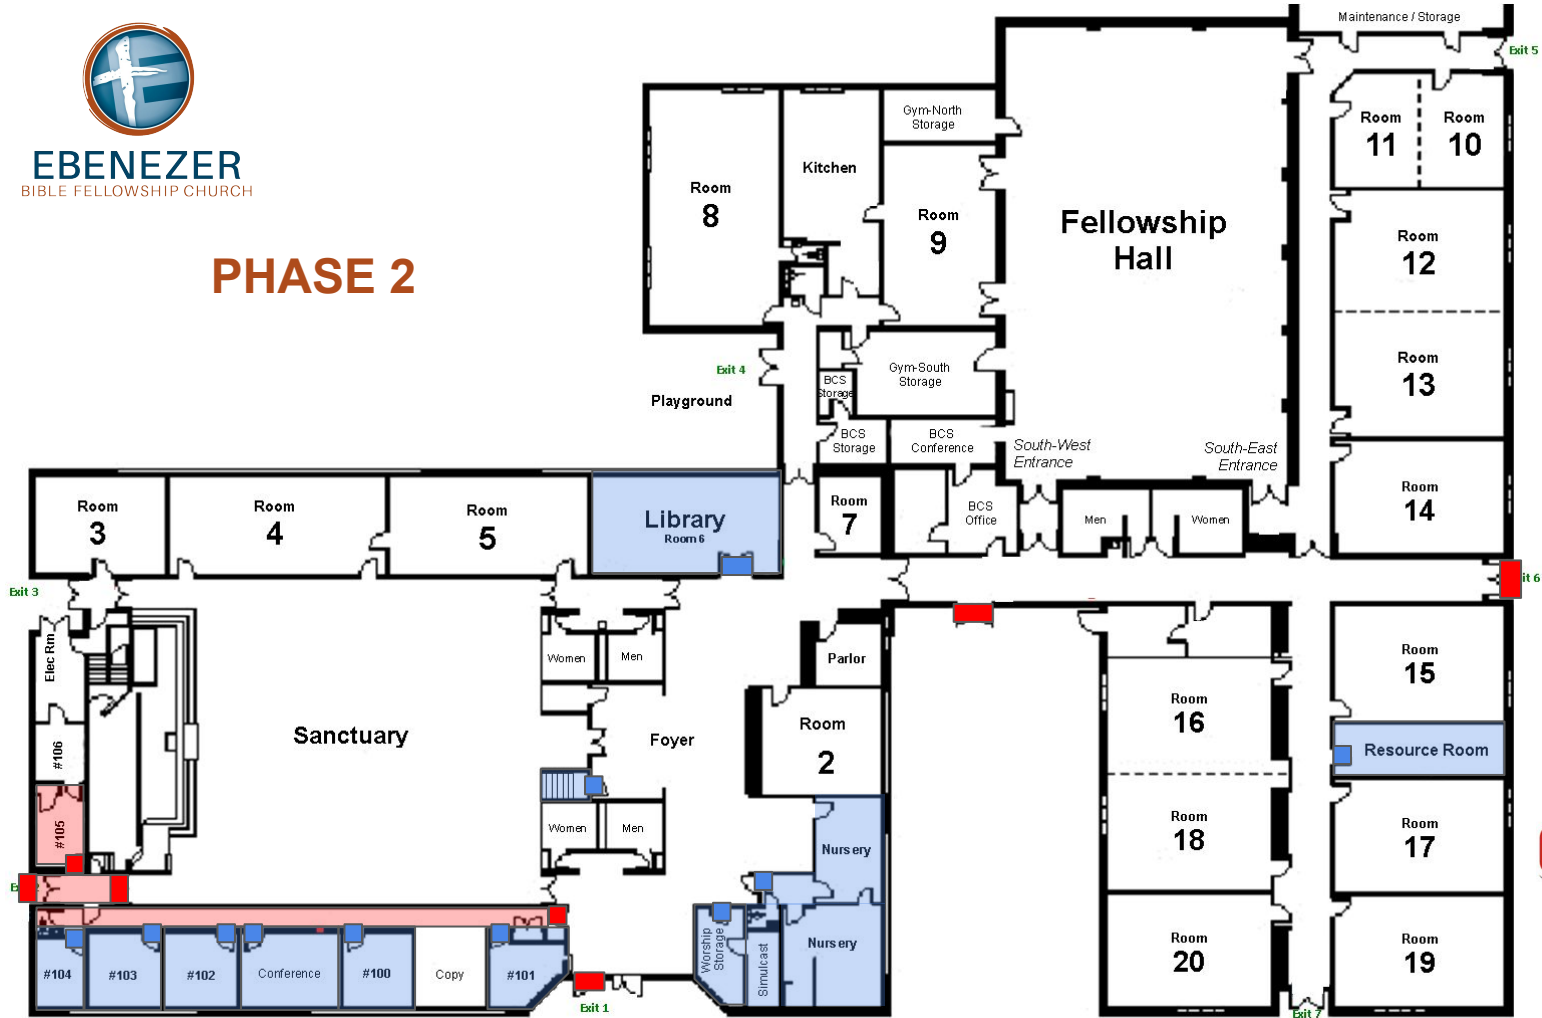 EBENEZER
BIBLE FELLOWSHIP CHURCH
PHASE 2
Maintenance / Storage
Exit 5
Gym-North
Storage
Room
11
Room
10
Kitchen
Room
8
Room
9
Fellowship
Hall
Room
12
Exit 4
Playground
Gym-South
Storage
BCS
Storage
Room
13
BCS
Storage
BCS
Conference
South-West
Entrance
South-East
Entrance
Room
3
Room
4
Room
5
Library
Room 6
Room
7
BCS
Office
Men
Women
Room
14
Exit 3
it 6
Elec Rm
Women
Men
Parlor
Room
15
Room
16
Sanctuary
Foyer
Room
2
#106
Resource Room
#105
Women
Men
Nursery
Room
18
Room
17
#104
#103
#102
Conference
#100
Copy
#101
Worship
Storage
Simulcast
Nursery
Room
20
Room
19
Exit 1
Exit 7